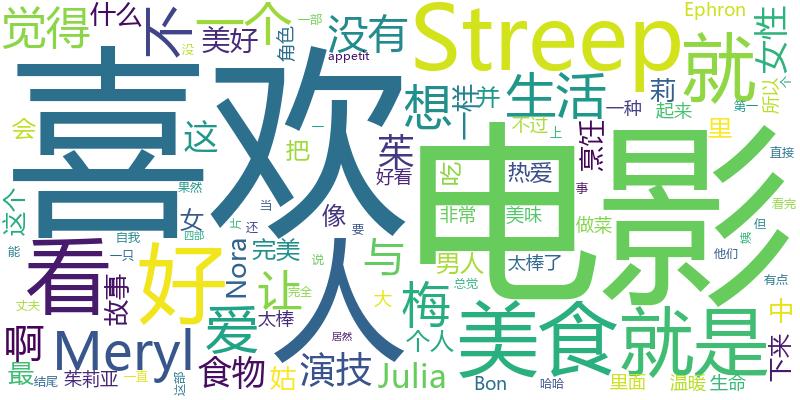 觉得 什么 不 一个 美好 角色 一部 没有 没 appetit Streep Ephron 就 女性
喜欢 电影
想 一样 并 生活 莉 一种 起来 所以 个 第一
会 这 把 茱 好看 吃 不过 上 烹饪 里 直接
这个 女 果然 当 还 像 要 热爱 事
非常 美味 做菜 看完 但
能 自我 四部 一只 Nora 完美 说 与 男人 太棒了 总觉 他们 有点
看 好 人
丈夫 故事 让 完全 大 梅 美食 就是 中
啊 Meryl 爱 太棒 居然 个人 下来
最 结尾 茱莉亚 一直 这部 食物 姑 演技 Julia Bon 哈哈 里面 温暖 生命